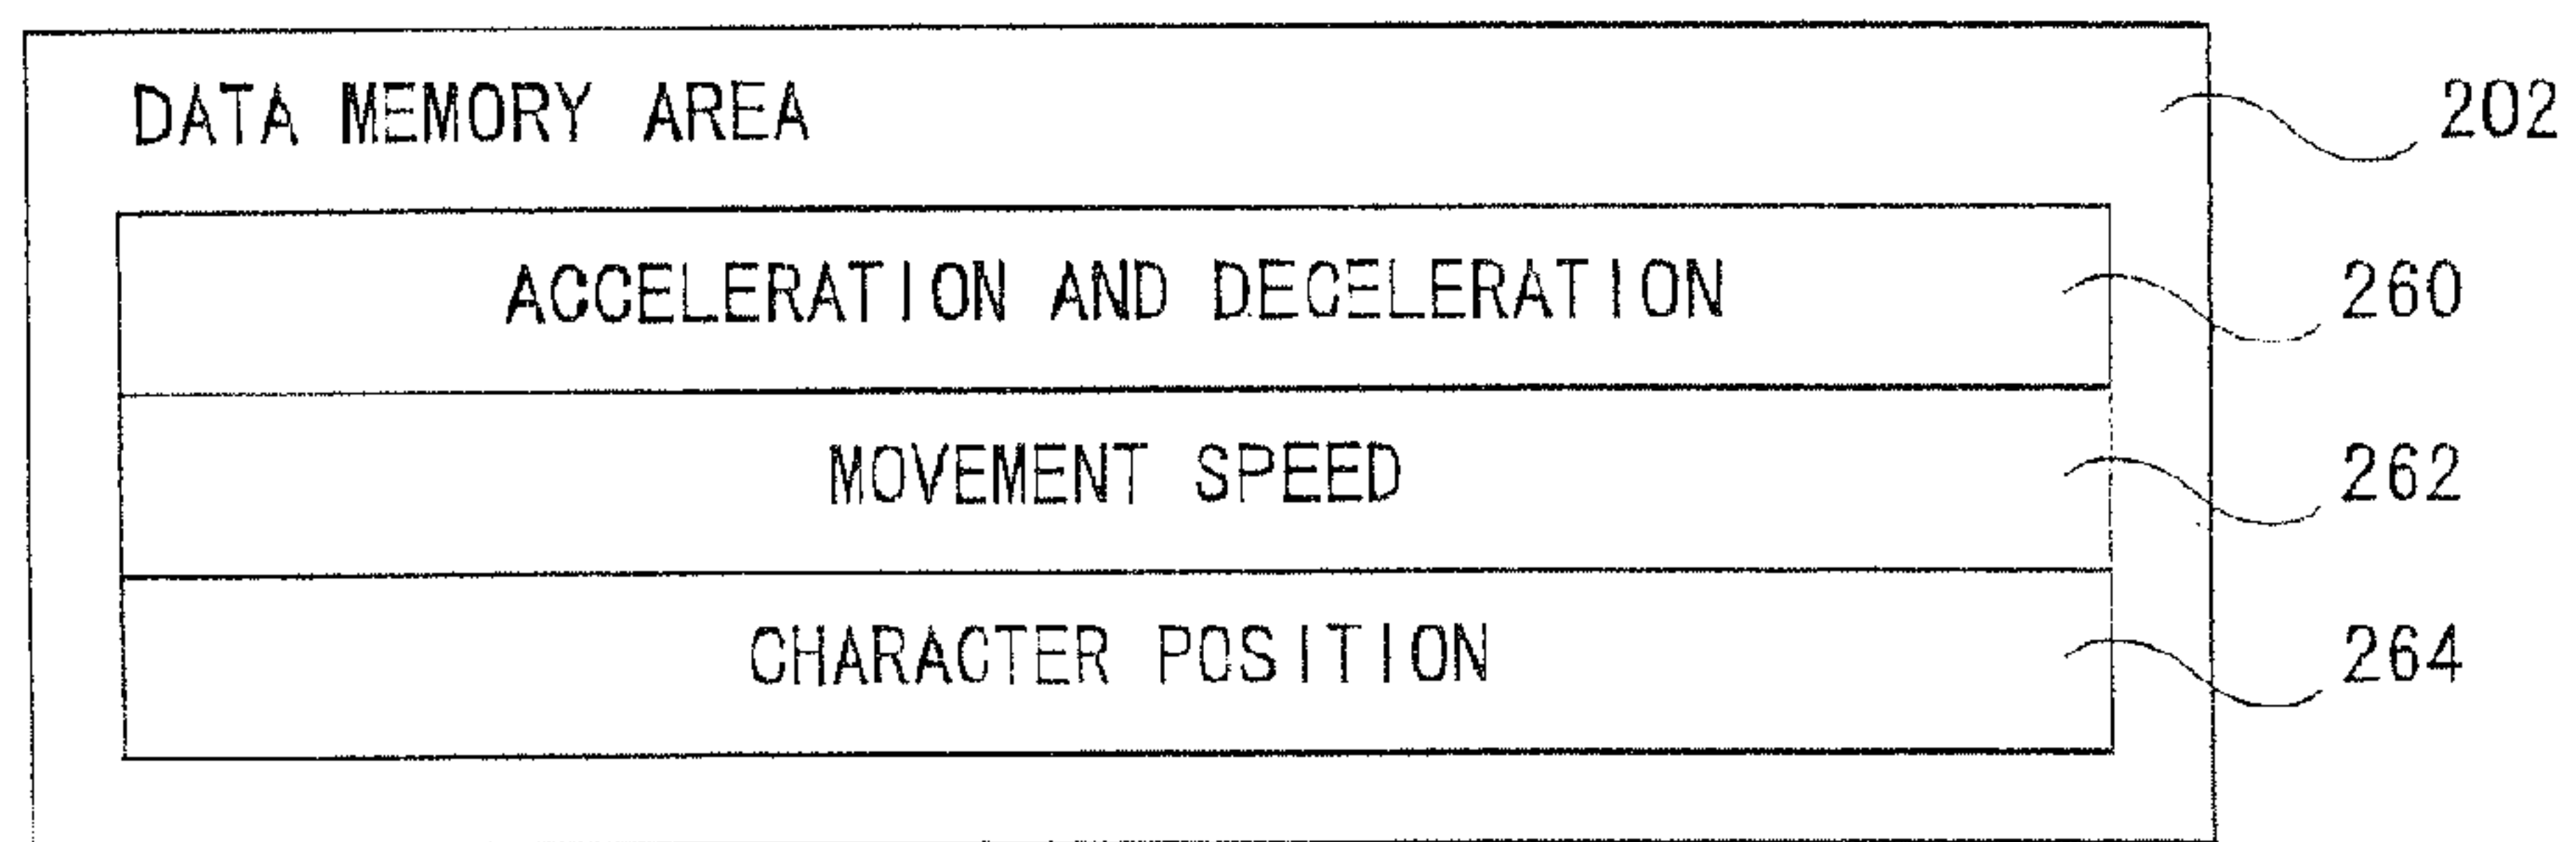 DATA MEMORY AREA 202
ACCELERATION AND DECELERATION 260
MOVEMENT SPEED 262
CHARACTER POSITION 264